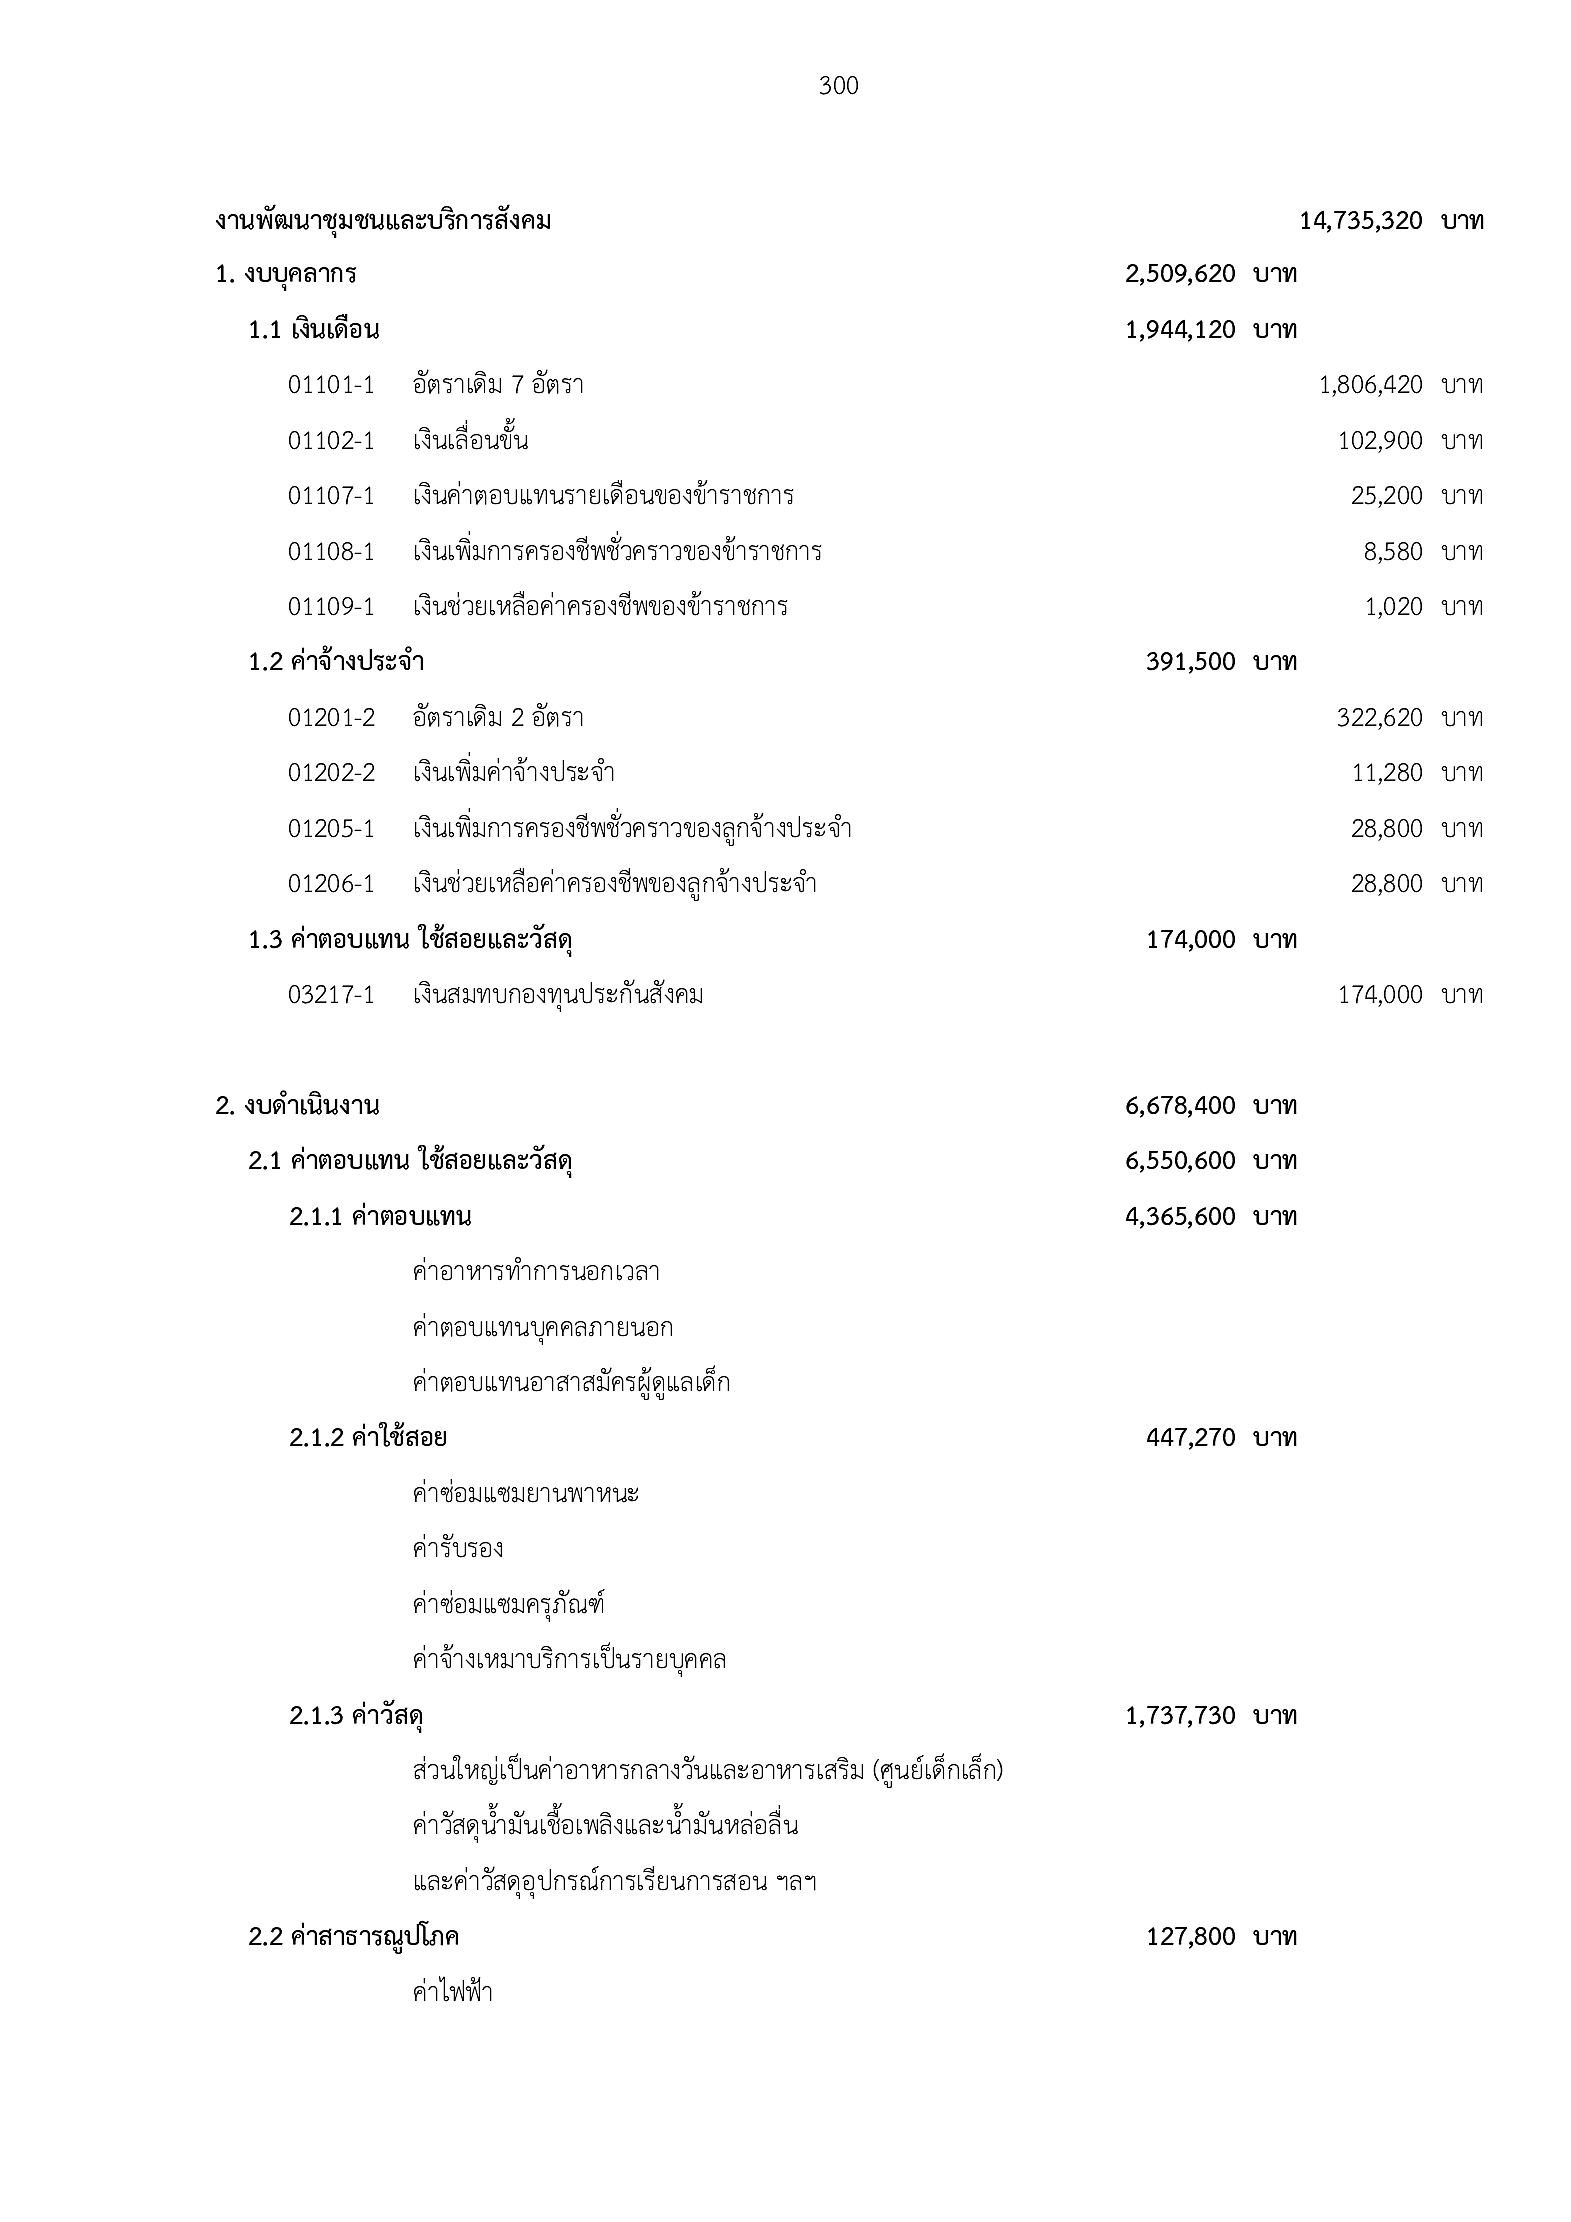 300
งานพัฒนาชุมชนและบริการสังคม 14,735,320 บาท
1. งบบุคลากร 2,509,620 บาท
1.1 เงินเดือน 1,944,120 บาท
01101-1 อัตราเดิม 7 อัตรา 1,806,420 บาท
01102-1 เงินเลื่อนขั้น 102,900 บาท
01107-1 เงินค่าตอบแทนรายเดือนของข้าราชการ 25,200 บาท
01108-1 เงินเพิ่มการครองชีพชั่วคราวของข้าราชการ 8,580 บาท
01109-1 เงินช่วยเหลือค่าครองชีพของข้าราชการ 1,020 บาท
1.2 ค่าจ้างประจำ 391,500 บาท
01201-2 อัตราเดิม 2 อัตรา 322,620 บาท
01202-2 เงินเพิ่มค่าจ้างประจำ 11,280 บาท
01205-1 เงินเพิ่มการครองชีพชั่วคราวของลูกจ้างประจำ 28,800 บาท
01206-1 เงินช่วยเหลือค่าครองชีพของลูกจ้างประจำ 28,800 บาท
1.3 ค่าตอบแทน ใช้สอยและวัสดุ 174,000 บาท
03217-1 เงินสมทบกองทุนประกันสังคม 174,000 บาท
2. งบดำเนินงาน 6,678,400 บาท
2.1 ค่าตอบแทน ใช้สอยและวัสดุ 6,550,600 บาท
2.1.1 ค่าตอบแทน 4,365,600 บาท
ค่าอาหารทำการนอกเวลา
ค่าตอบแทนบุคคลภายนอก
ค่าตอบแทนอาสาสมัครผู้ดูแลเด็ก
2.1.2 ค่าใช้สอย 447,270 บาท
ค่าซ่อมแซมยานพาหนะ
ค่ารับรอง
ค่าซ่อมแซมครุภัณฑ์
ค่าจ้างเหมาบริการเป็นรายบุคคล
2.1.3 ค่าวัสดุ 1,737,730 บาท
ส่วนใหญ่เป็นค่าอาหารกลางวันและอาหารเสริม (ศูนย์เด็กเล็ก)
ค่าวัสดุน้ำมันเชื้อเพลิงและน้ำมันหล่อลื่น
และค่าวัสดุอุปกรณ์การเรียนการสอน ฯลฯ
2.2 ค่าสาธารณูปโภค 127,800 บาท
ค่าไฟฟ้า